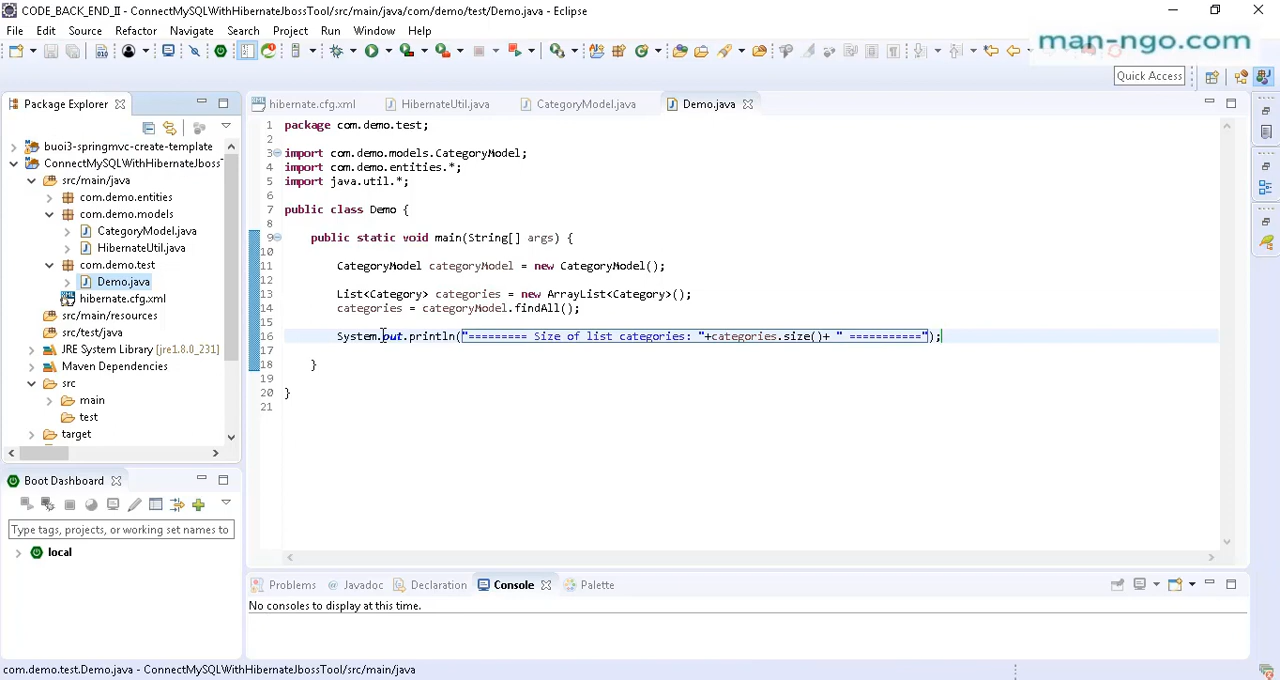 CODE_BACK_END_II - ConnectMySQLWithHibernateJbossTool/src/main/java/com/demo/test/Demo.java - Eclipse
File Edit Source Refactor Navigate Search Project Run Window Help
man-ngo.com
Quick Access
Package Explorer
hibernate.cfg.xml HibernateUtil.java CategoryModel.java Demo.java
buoi3-springmvc-create-template
ConnectMySQLWithHibernateJboss
src/main/java
com.demo.entities
com.demo.models
CategoryModel.java
HibernateUtil.java
com.demo.test
Demo.java
hibernate.cfg.xml
src/main/resources
src/test/java
JRE System Library [jre1.8.0_231]
Maven Dependencies
src
main
test
target
1 package com.demo.test;
2
3 import com.demo.models.CategoryModel;
4 import com.demo.entities.*;
5 import java.util.*;
6
7 public class Demo {
8
9 public static void main(String[] args) {
10
11 CategoryModel categoryModel = new CategoryModel();
12
13 List<Category> categories = new ArrayList<Category>();
14 categories = categoryModel.findAll();
15
16 System.out.println("========= Size of list categories: "+categories.size()+ " ===========");
17
18 }
19
20 }
21
Boot Dashboard
Type tags, projects, or working set names to
local
Problems @ Javadoc Declaration Console Palette
No consoles to display at this time.
com.demo.test.Demo.java - ConnectMySQLWithHibernateJbossTool/src/main/java